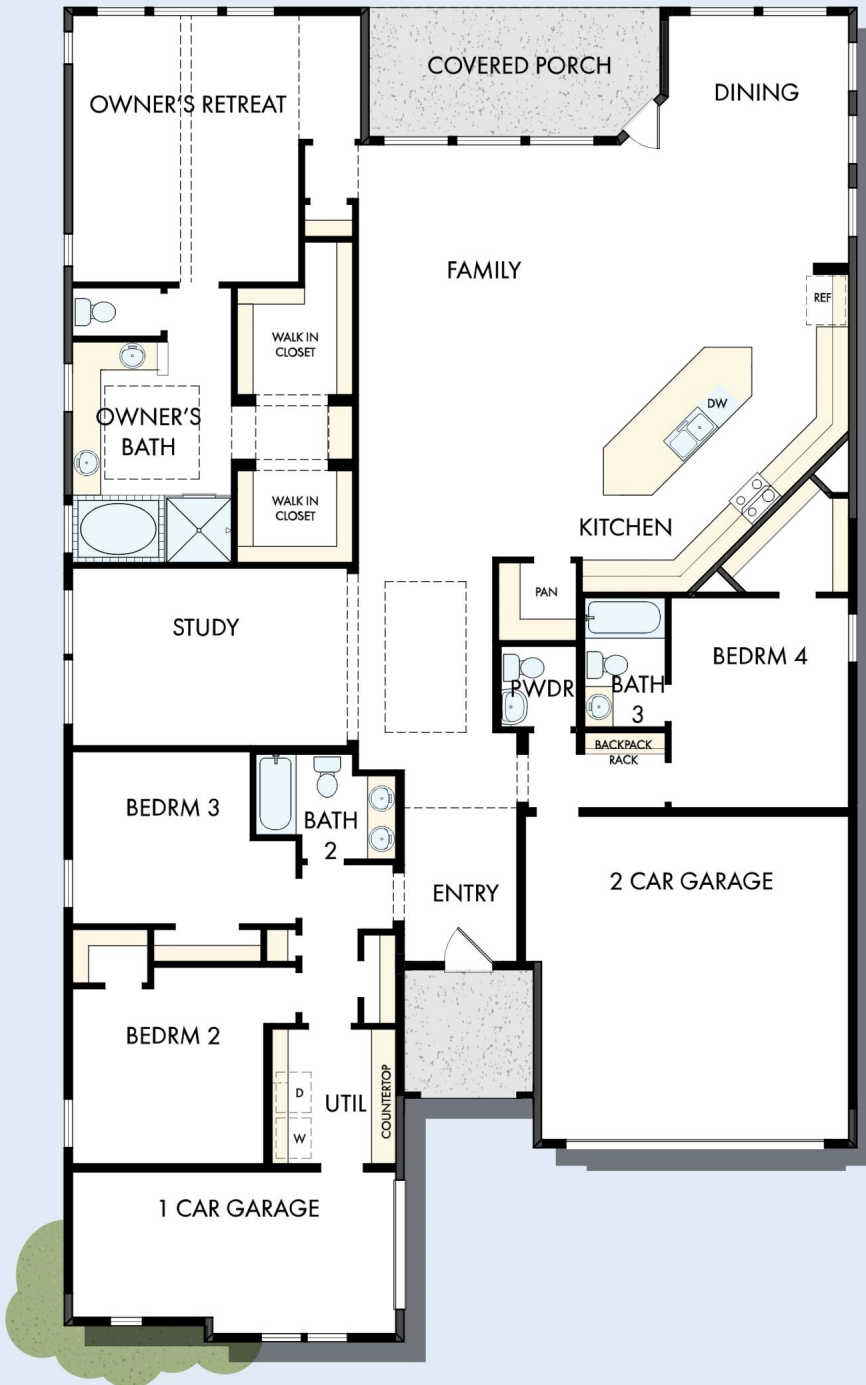 COVERED PORCH
OWNER'S RETREAT
DINING
FAMILY
REF
WALK IN
CLOSET
DW
OWNER'S
BATH
WALK IN
CLOSET
KITCHEN
PAN
STUDY
BEDRM 4
PWDR
BATH
3
BACKPACK
RACK
BEDRM 3
BATH
2
2 CAR GARAGE
ENTRY
BEDRM 2
D
UTIL
COUNTERTOP
W
1 CAR GARAGE